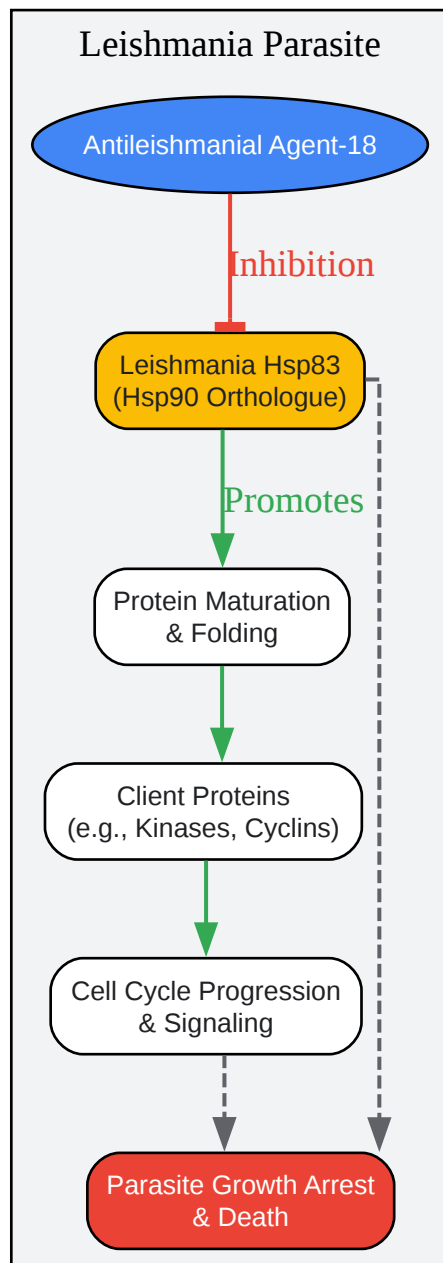 Leishmania Parasite
Antileishmanial Agent-18
Inhibition
Leishmania Hsp83
(Hsp90 Orthologue)
Promotes
Protein Maturation
& Folding
Client Proteins
(e.g., Kinases, Cyclins)
Cell Cycle Progression
& Signaling
Parasite Growth Arrest
& Death